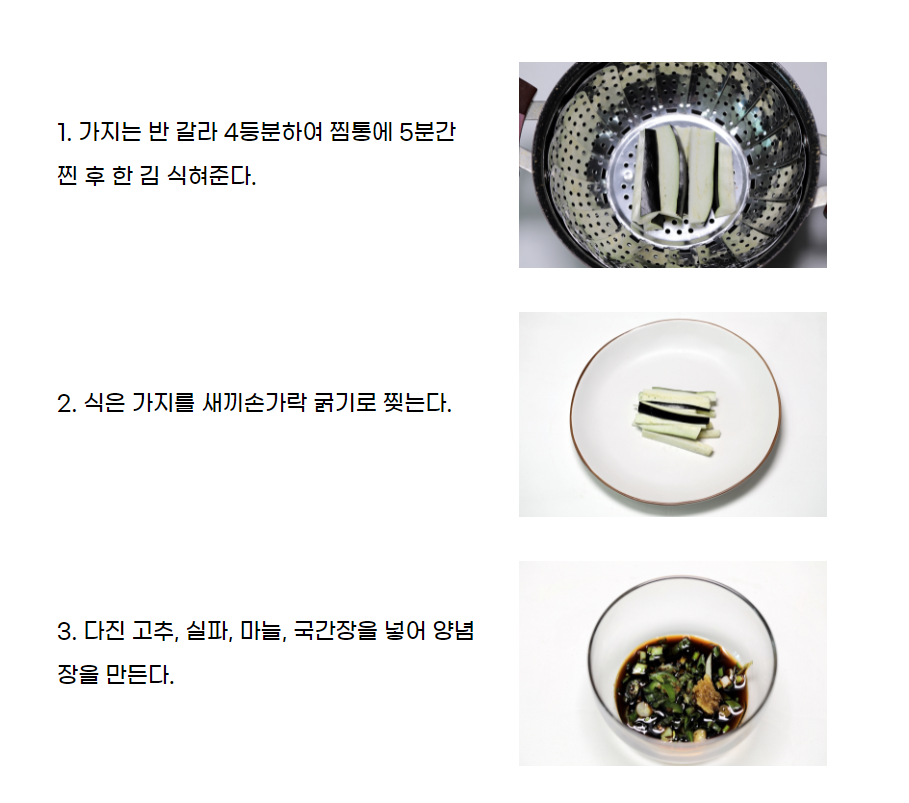 1. 가지는 반 갈라 4등분하여 찜통에 5분간
찐 후 한 김 식혀준다.
2. 식은 가지를 새끼손가락 굵기로 찢는다.
3. 다진 고추, 실파, 마늘, 국간장을 넣어 양념
장을 만든다.